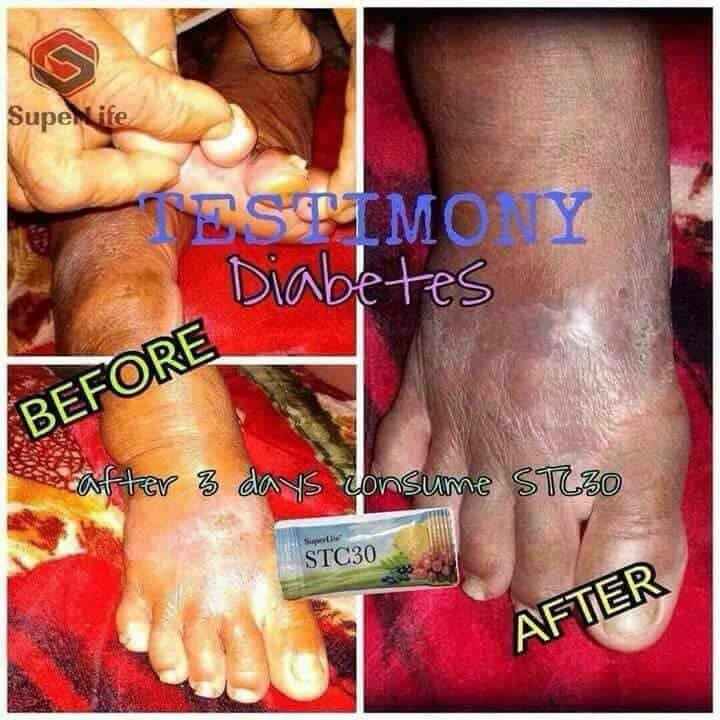 SuperLife
TESTIMONY
Diabetes
BEFORE
after 3 days consume STC30
SuperLife
STC30
AFTER